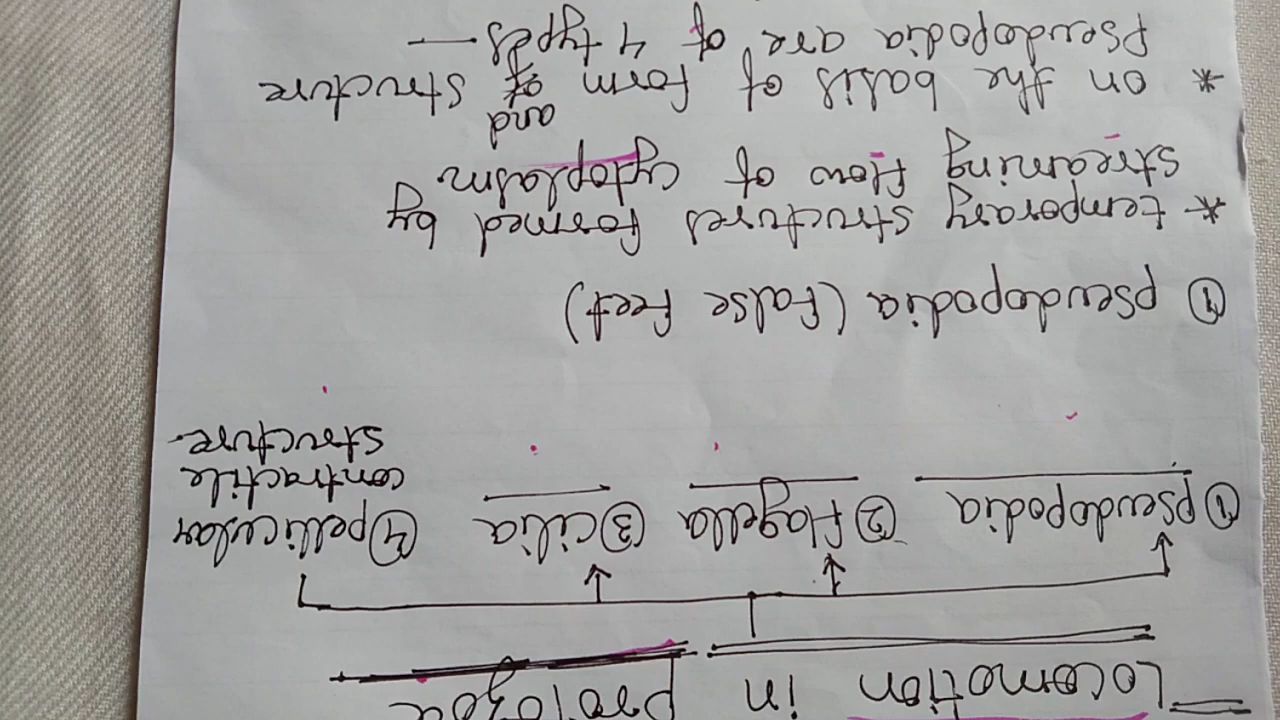 = Locomotion in protozoa
① pseudopodia ② Flagella ③ cilia ④ pellicular
contractile
structure.
① pseudopodia (False feet)
* temporary structures formed by
streaming flow of cytoplasm
* on the basis of form and of structure
Pseudopodia are of 4 types —